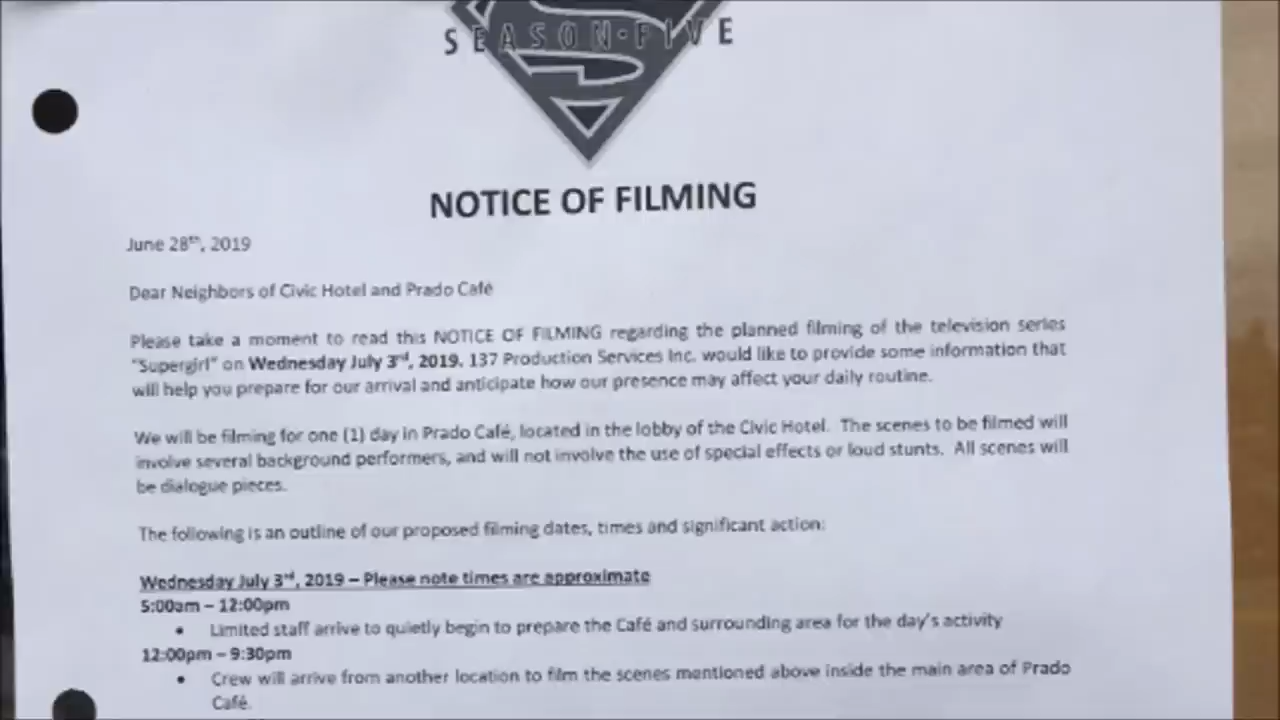 SEASON·FIVE
NOTICE OF FILMING
June 28th, 2019
Dear Neighbors of Civic Hotel and Prado Café
Please take a moment to read this NOTICE OF FILMING regarding the planned filming of the television series
"Supergirl" on Wednesday July 3rd, 2019. 137 Production Services Inc. would like to provide some information that
will help you prepare for our arrival and anticipate how our presence may affect your daily routine.
We will be filming for one (1) day in Prado Café, located in the lobby of the Civic Hotel. The scenes to be filmed will
involve several background performers, and will not involve the use of special effects or loud stunts. All scenes will
be dialogue pieces.
The following is an outline of our proposed filming dates, times and significant action:
Wednesday July 3rd, 2019 – Please note times are approximate
5:00am – 12:00pm
• Limited staff arrive to quietly begin to prepare the Café and surrounding area for the day's activity
12:00pm – 9:30pm
• Crew will arrive from another location to film the scenes mentioned above inside the main area of Prado
Café.